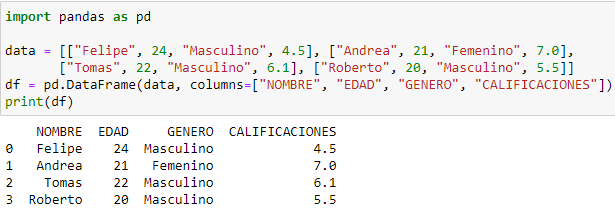 import pandas as pd
data = [["Felipe", 24, "Masculino", 4.5], ["Andrea", 21, "Femenino", 7.0],
["Tomas", 22, "Masculino", 6.1], ["Roberto", 20, "Masculino", 5.5]]
df = pd.DataFrame(data, columns=["NOMBRE", "EDAD", "GENERO", "CALIFICACIONES"])
print(df)
NOMBRE EDAD GENERO CALIFICACIONES
0 Felipe 24 Masculino 4.5
1 Andrea 21 Femenino 7.0
2 Tomas 22 Masculino 6.1
3 Roberto 20 Masculino 5.5